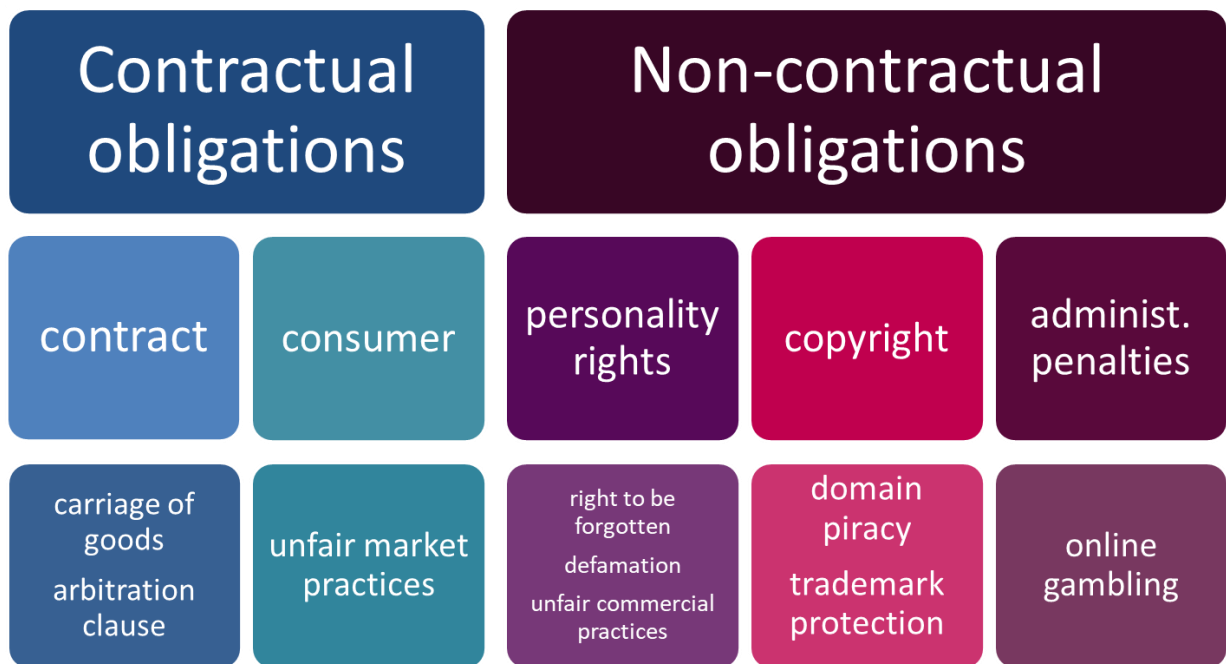 Contractual
obligations
Non-contractual
obligations
contract
consumer
personality
rights
copyright
administ.
penalties
carriage of
goods
arbitration
clause
unfair market
practices
right to be
forgotten
defamation
unfair commercial
practices
domain
piracy
trademark
protection
online
gambling